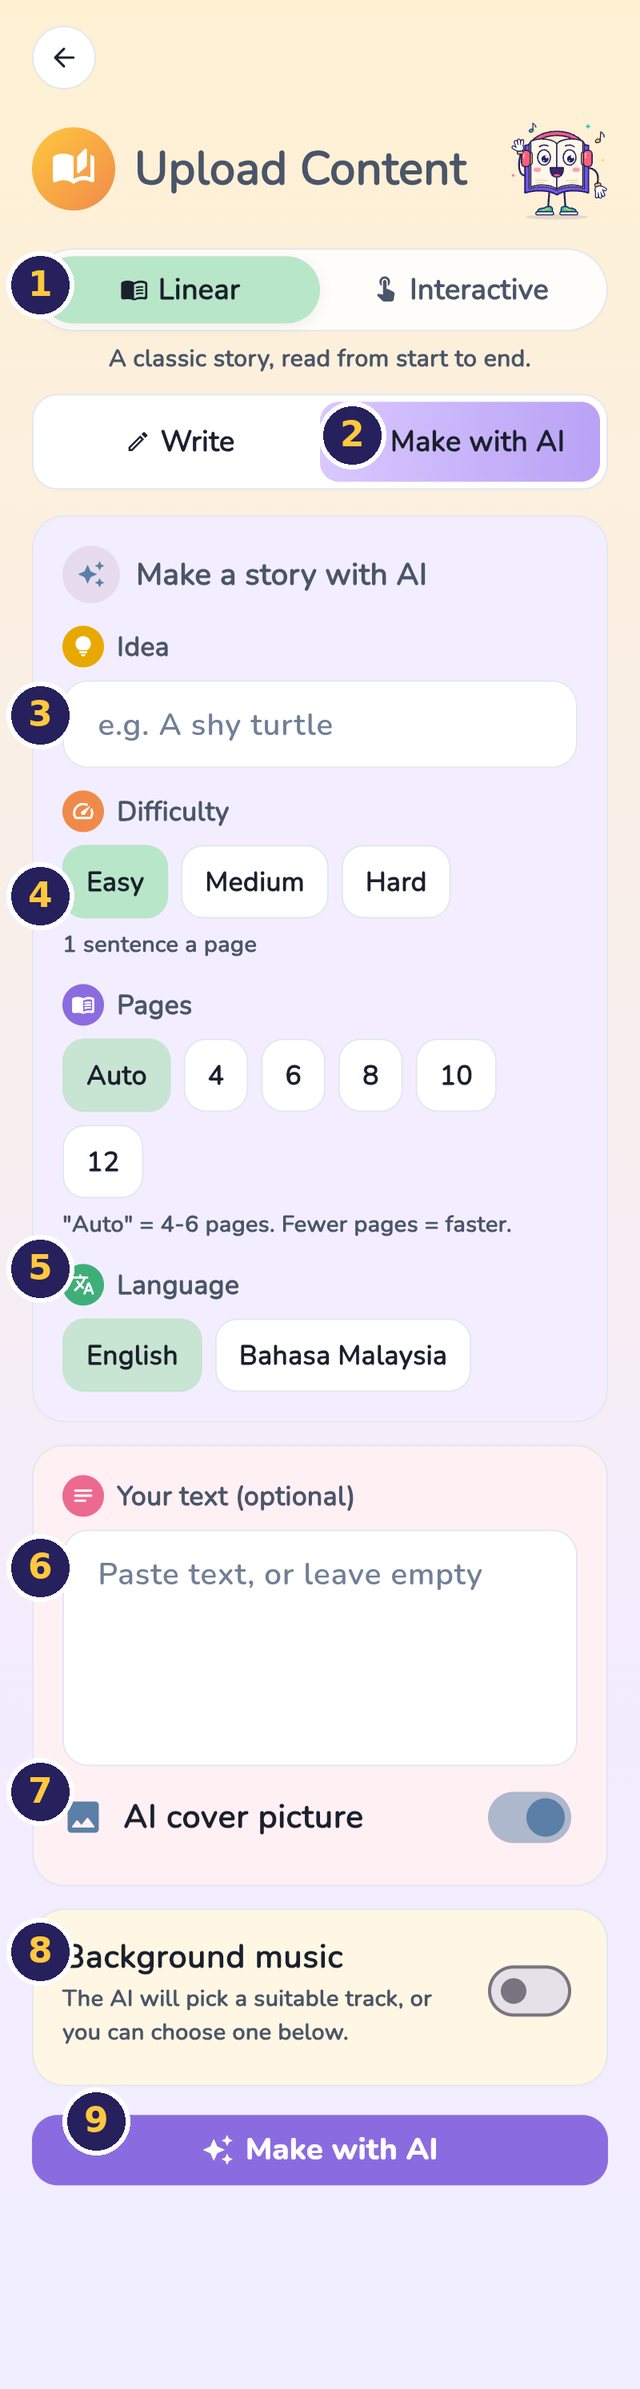 Upload Content
1
Linear
Interactive
A classic story, read from start to end.
Write
2
Make with AI
Make a story with AI
Idea
3
e.g. A shy turtle
Difficulty
4
Easy
Medium
Hard
1 sentence a page
Pages
Auto
4
6
8
10
12
"Auto" = 4-6 pages. Fewer pages = faster.
5
Language
English
Bahasa Malaysia
Your text (optional)
6
Paste text, or leave empty
7
AI cover picture
8
Background music
The AI will pick a suitable track, or
you can choose one below.
9
Make with AI